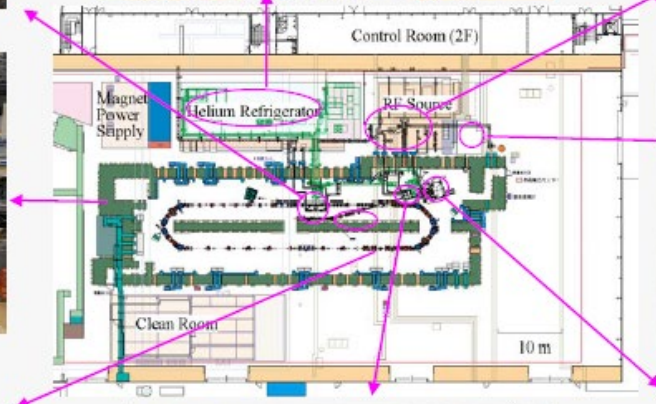 Control Room (2F)
Magnet
Power
Supply
Helium Refrigerator
RF Source
Clean Room
10 m